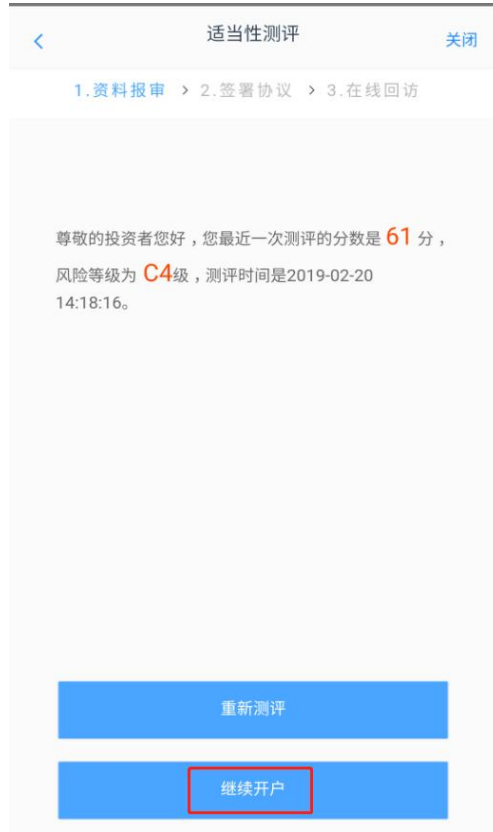 适当性测评
关闭
1.资料报审 > 2.签署协议 > 3.在线回访
尊敬的投资者您好，您最近一次测评的分数是 61 分，
风险等级为 C4级，测评时间是2019-02-20
14:18:16。
重新测评
继续开户